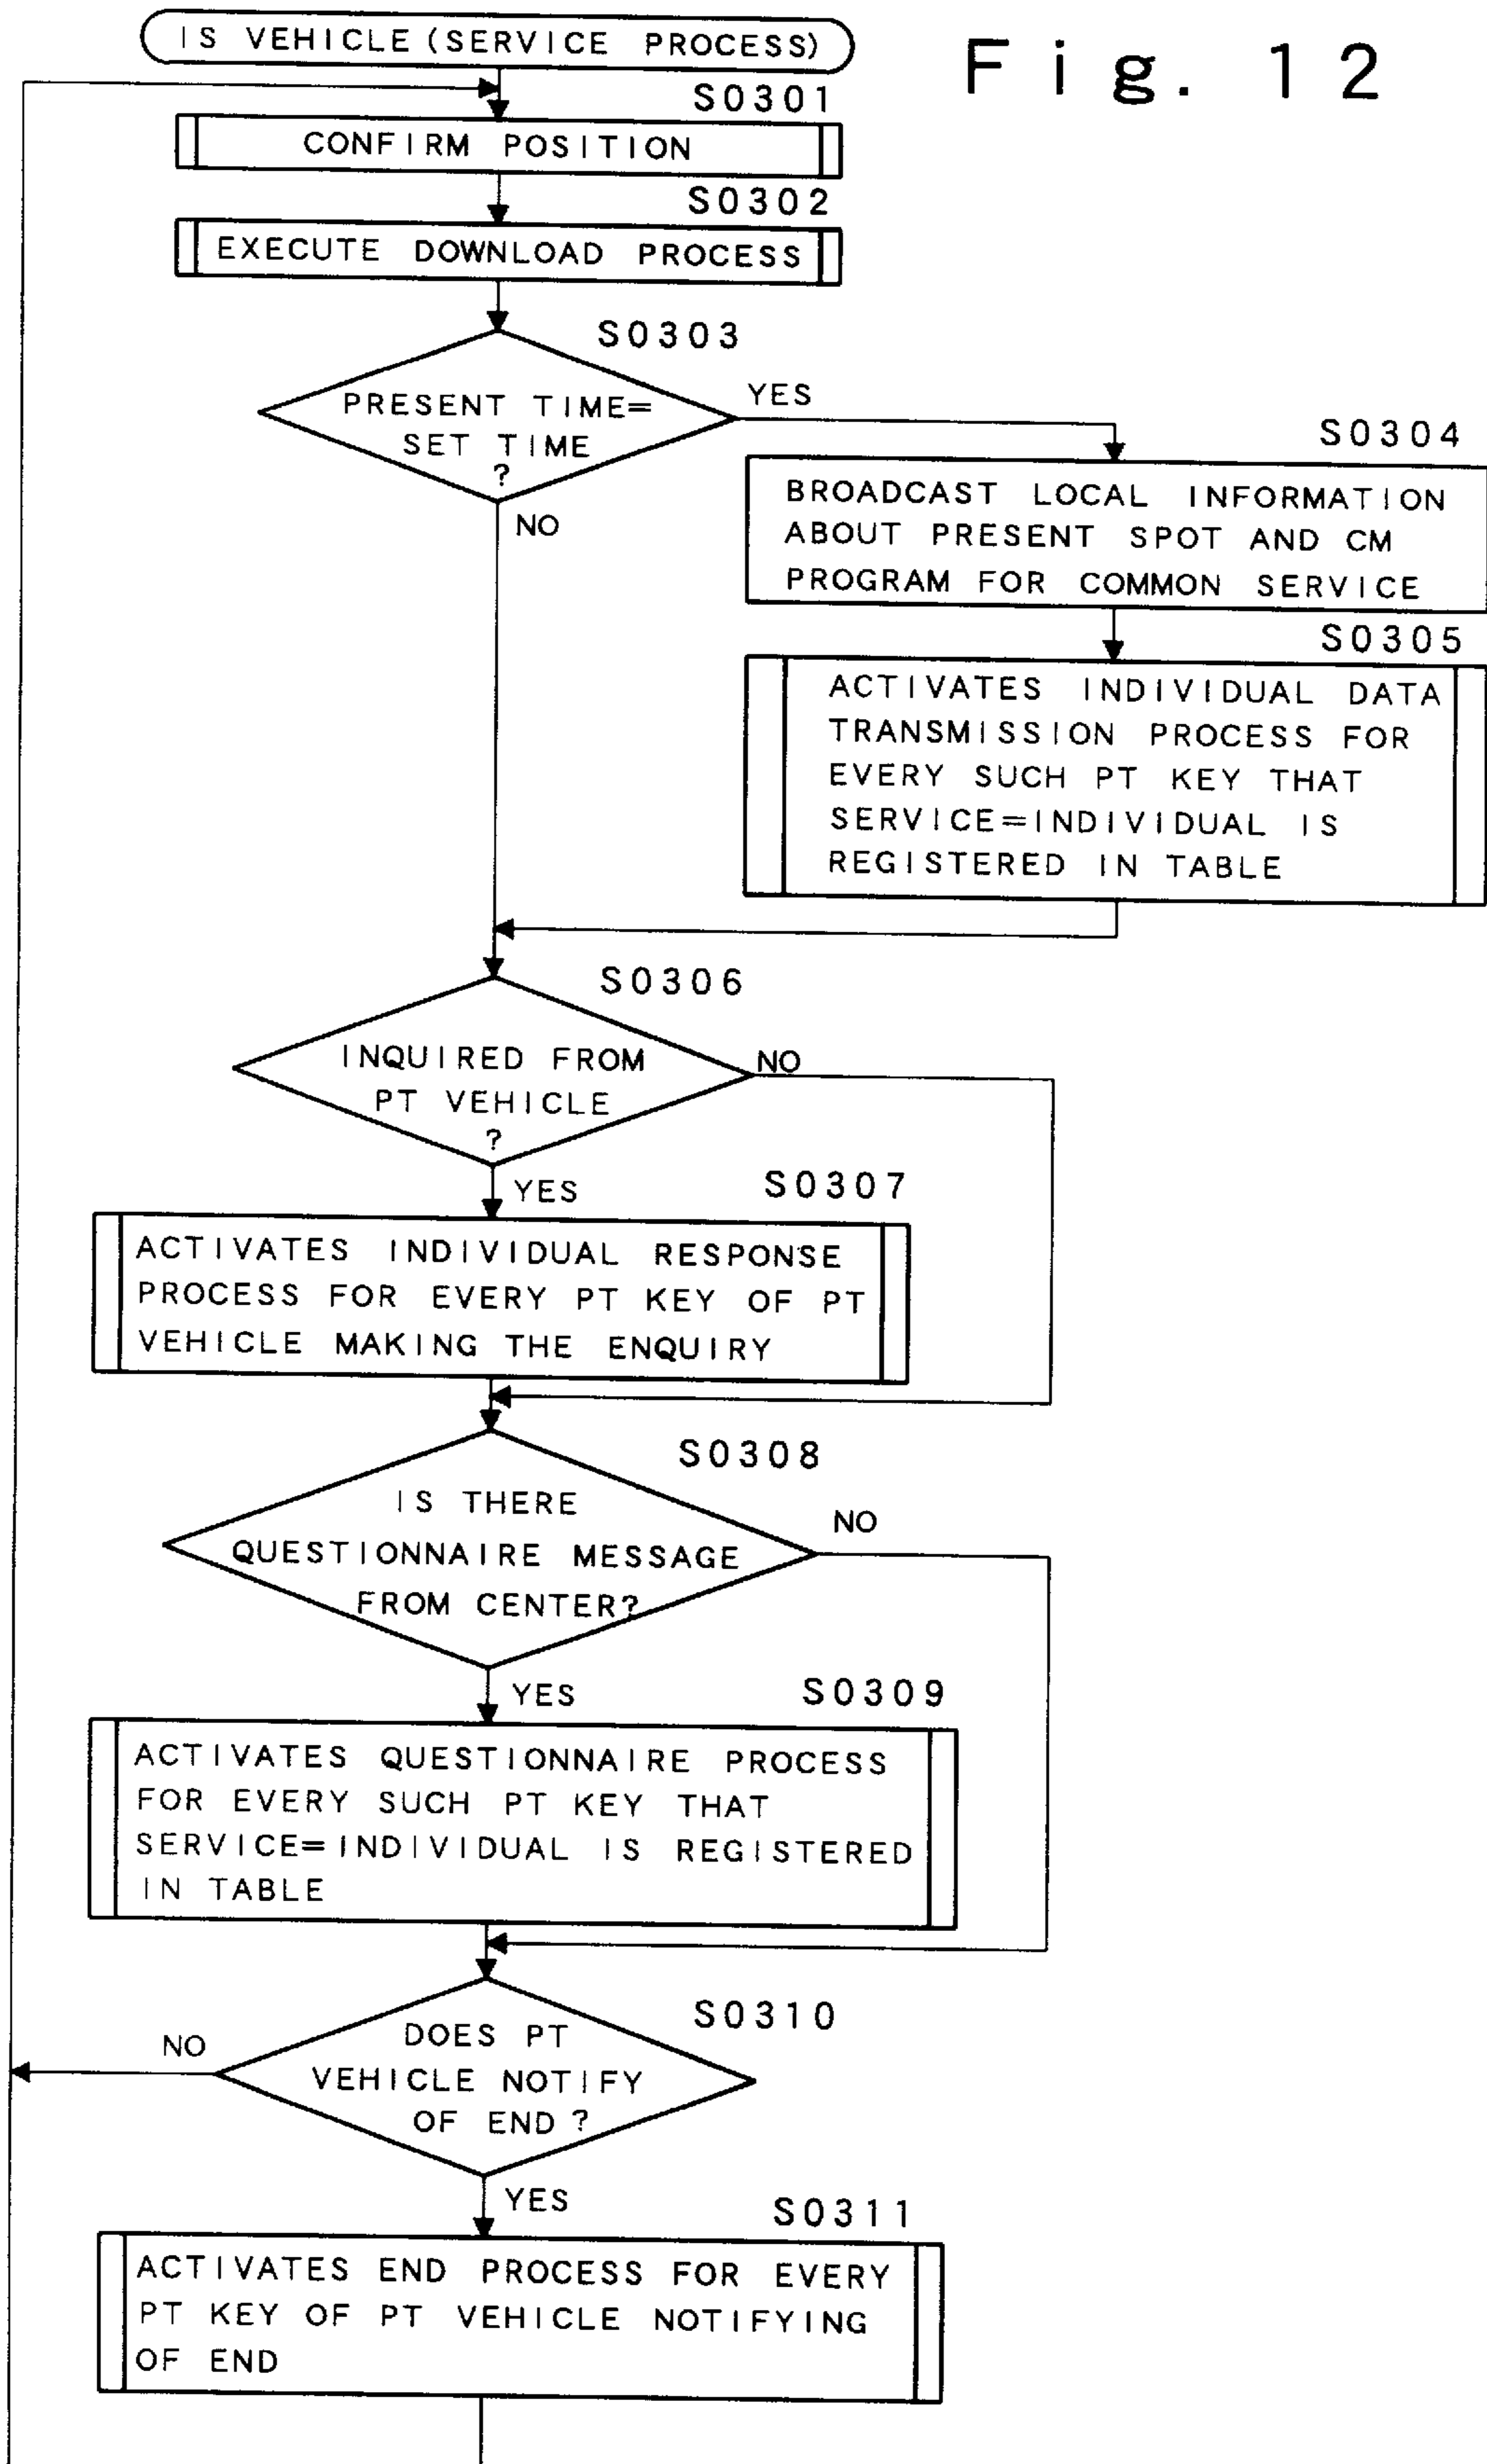 Fig. 12
IS VEHICLE (SERVICE PROCESS)
S0301
CONFIRM POSITION
S0302
EXECUTE DOWNLOAD PROCESS
S0303
PRESENT TIME=
SET TIME
?
YES
NO
S0304
BROADCAST LOCAL INFORMATION
ABOUT PRESENT SPOT AND CM
PROGRAM FOR COMMON SERVICE
S0305
ACTIVATES INDIVIDUAL DATA
TRANSMISSION PROCESS FOR
EVERY SUCH PT KEY THAT
SERVICE=INDIVIDUAL IS
REGISTERED IN TABLE
S0306
INQUIRED FROM
PT VEHICLE
?
NO
YES
S0307
ACTIVATES INDIVIDUAL RESPONSE
PROCESS FOR EVERY PT KEY OF PT
VEHICLE MAKING THE ENQUIRY
S0308
IS THERE
QUESTIONNAIRE MESSAGE
FROM CENTER?
NO
YES
S0309
ACTIVATES QUESTIONNAIRE PROCESS
FOR EVERY SUCH PT KEY THAT
SERVICE=INDIVIDUAL IS REGISTERED
IN TABLE
S0310
DOES PT
VEHICLE NOTIFY
OF END?
NO
YES
S0311
ACTIVATES END PROCESS FOR EVERY
PT KEY OF PT VEHICLE NOTIFYING
OF END